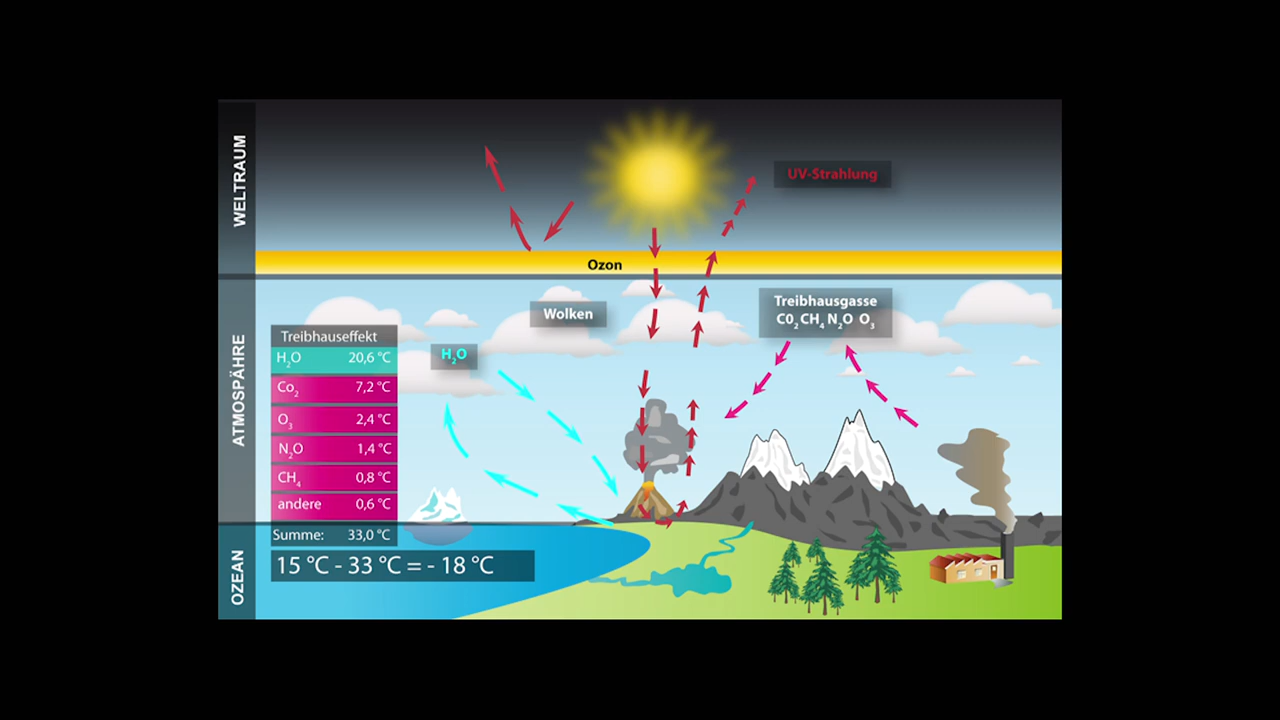 WELTRAUM
UV-Strahlung
Ozon
ATMOSPÄHRE
Wolken
Treibhausgasse
C0₂ CH₄ N₂O O₃
H₂O
Treibhauseffekt
H₂O 20,6 °C
Co₂ 7,2 °C
O₃ 2,4 °C
N₂O 1,4 °C
CH₄ 0,8 °C
andere 0,6 °C
Summe: 33,0 °C
OZEAN
15 °C - 33 °C = - 18 °C